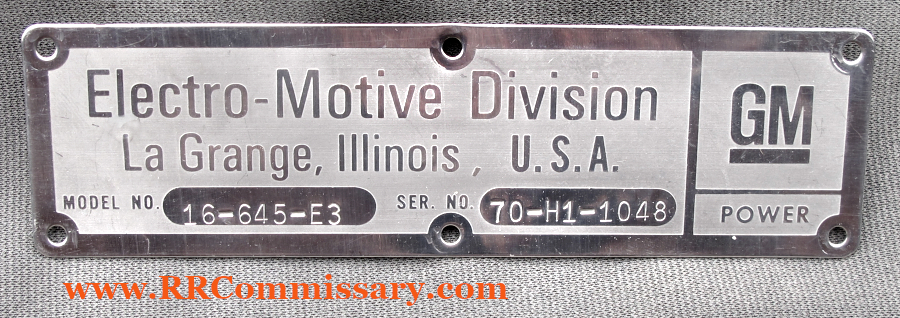 Electro-Motive Division
La Grange, Illinois, U.S.A.
MODEL NO. 16-645-E3 SER. NO. 70-H1-1048
GM
POWER
www.RRCommissary.com